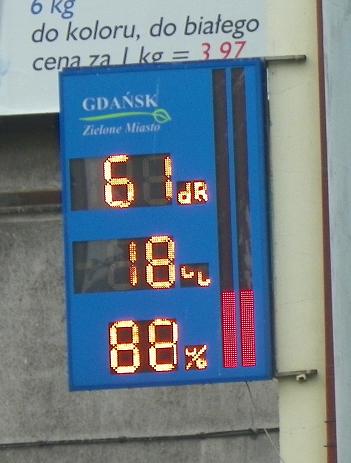 6 kg
do koloru, do białego
cena za 1 kg = 3,97
GDAŃSK
Zielone Miasto
61 dB
18
88 %